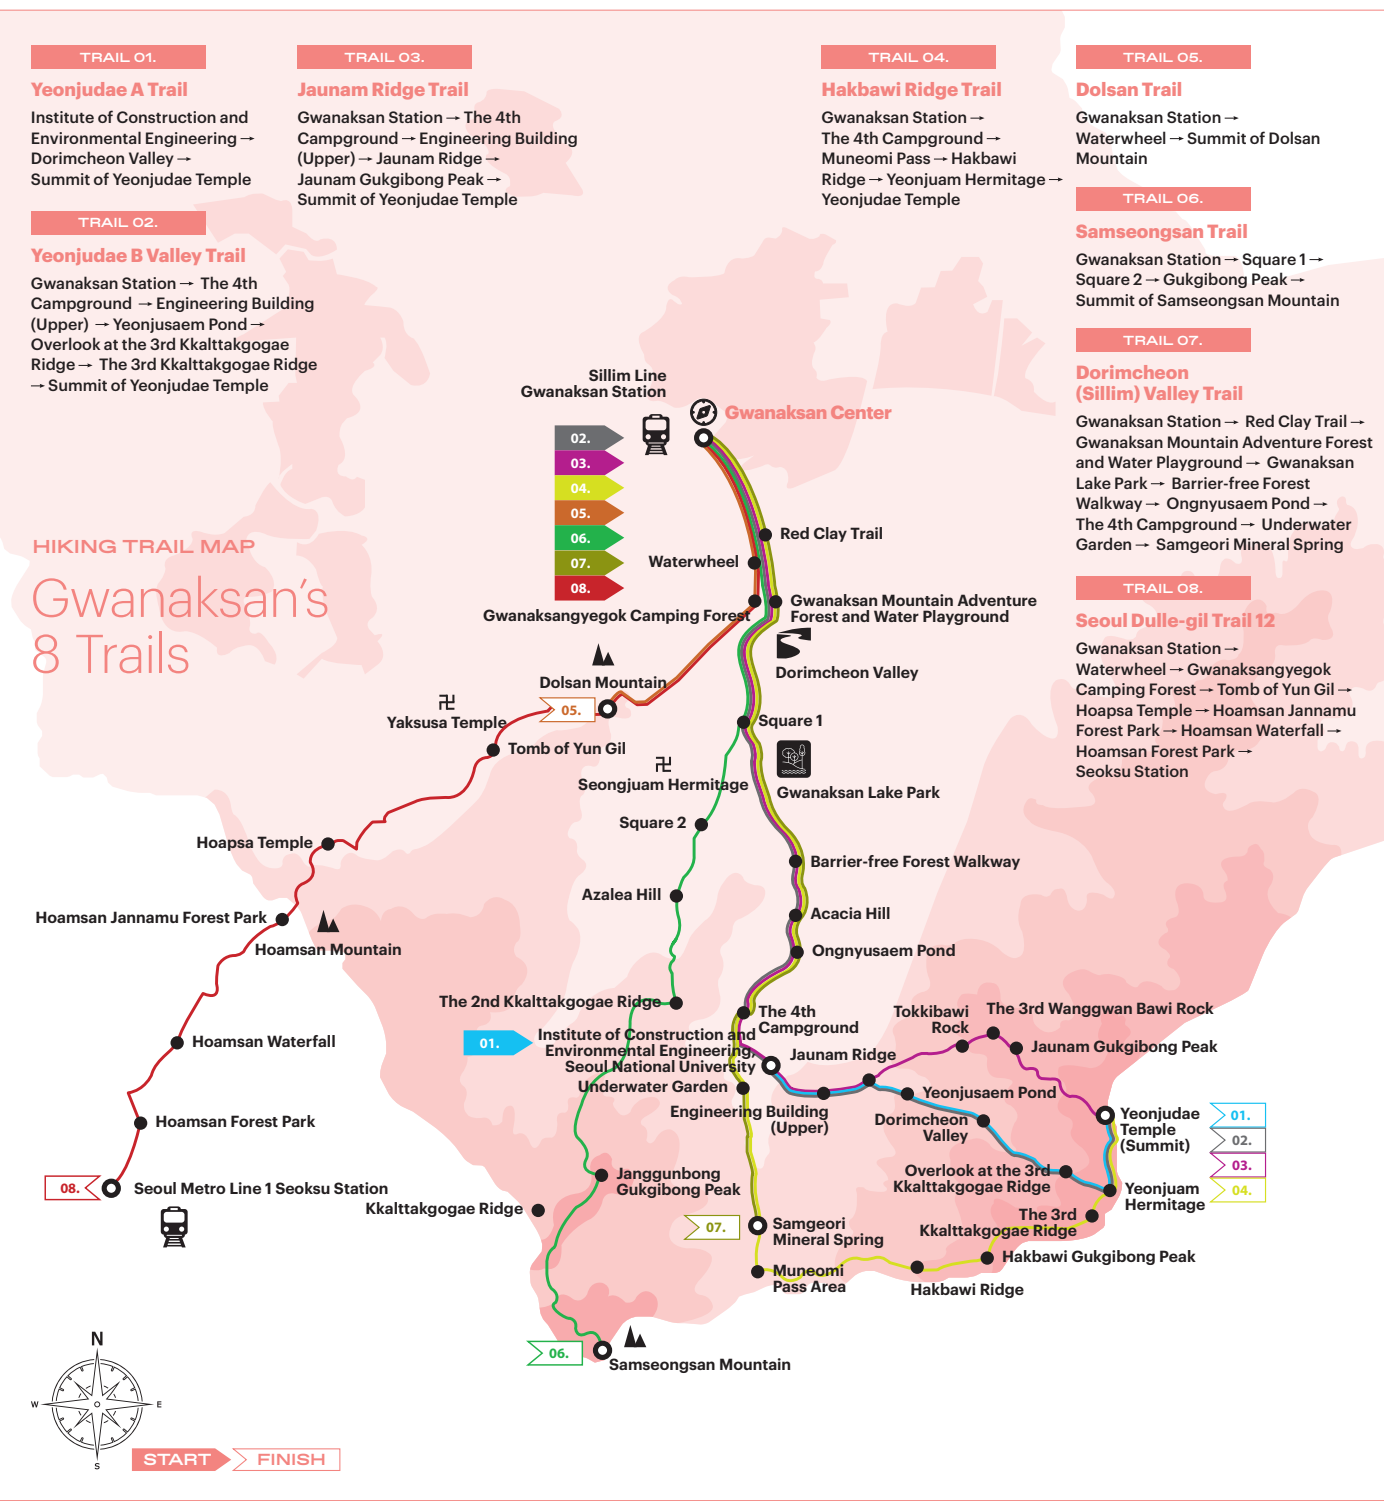 TRAIL 01.
Yeonjudae A Trail
Institute of Construction and
Environmental Engineering →
Dorimcheon Valley →
Summit of Yeonjudae Temple
TRAIL 02.
Yeonjudae B Valley Trail
Gwanaksan Station → The 4th
Campground → Engineering Building
(Upper) → Yeonjusaem Pond →
Overlook at the 3rd Kkalttakgogae
Ridge → The 3rd Kkalttakgogae Ridge
→ Summit of Yeonjudae Temple
TRAIL 03.
Jaunam Ridge Trail
Gwanaksan Station → The 4th
Campground → Engineering Building
(Upper) → Jaunam Ridge →
Jaunam Gukgibong Peak →
Summit of Yeonjudae Temple
TRAIL 04.
Hakbawi Ridge Trail
Gwanaksan Station →
The 4th Campground →
Muneomi Pass → Hakbawi
Ridge → Yeonjuam Hermitage →
Yeonjudae Temple
TRAIL 05.
Dolsan Trail
Gwanaksan Station →
Waterwheel → Summit of Dolsan
Mountain
TRAIL 06.
Samseongsan Trail
Gwanaksan Station → Square 1 →
Square 2 → Gukgibong Peak →
Summit of Samseongsan Mountain
TRAIL 07.
Dorimcheon
(Sillim) Valley Trail
Gwanaksan Station → Red Clay Trail →
Gwanaksan Mountain Adventure Forest
and Water Playground → Gwanaksan
Lake Park → Barrier-free Forest
Walkway → Ongnyusaem Pond →
The 4th Campground → Underwater
Garden → Samgeori Mineral Spring
TRAIL 08.
Seoul Dulle-gil Trail 12
Gwanaksan Station →
Waterwheel → Gwanaksangyegok
Camping Forest → Tomb of Yun Gil →
Hoapsa Temple → Hoamsan Jannamu
Forest Park → Hoamsan Waterfall →
Hoamsan Forest Park →
Seoksu Station
HIKING TRAIL MAP
Gwanaksan's
8 Trails
Sillim Line
Gwanaksan Station
Gwanaksan Center
02.
03.
04.
05.
06.
07.
08.
Red Clay Trail
Waterwheel
Gwanaksangyegok Camping Forest
Gwanaksan Mountain Adventure
Forest and Water Playground
Dorimcheon Valley
Dolsan Mountain
05.
Yaksusa Temple
Tomb of Yun Gil
Square 1
Seongjuam Hermitage
Gwanaksan Lake Park
Square 2
Hoapsa Temple
Barrier-free Forest Walkway
Azalea Hill
Acacia Hill
Hoamsan Jannamu Forest Park
Hoamsan Mountain
Ongnyusaem Pond
The 2nd Kkalttakgogae Ridge
The 4th
Campground
Tokkibawi
Rock
The 3rd Wanggwan Bawi Rock
01.
Institute of Construction and
Environmental Engineering,
Seoul National University
Jaunam Ridge
Jaunam Gukgibong Peak
Hoamsan Waterfall
Underwater Garden
Yeonjusaem Pond
Engineering Building
(Upper)
Dorimcheon
Valley
Yeonjudae
Temple
(Summit)
01.
02.
03.
04.
Hoamsan Forest Park
Overlook at the 3rd
Kkalttakgogae Ridge
Yeonjuam
Hermitage
Janggunbong
Gukgibong Peak
08.
Seoul Metro Line 1 Seoksu Station
Kkalttakgogae Ridge
The 3rd
Kkalttakgogae Ridge
07.
Samgeori
Mineral Spring
Hakbawi Gukgibong Peak
Muneomi
Pass Area
Hakbawi Ridge
06.
Samseongsan Mountain
N
W
E
S
START
FINISH